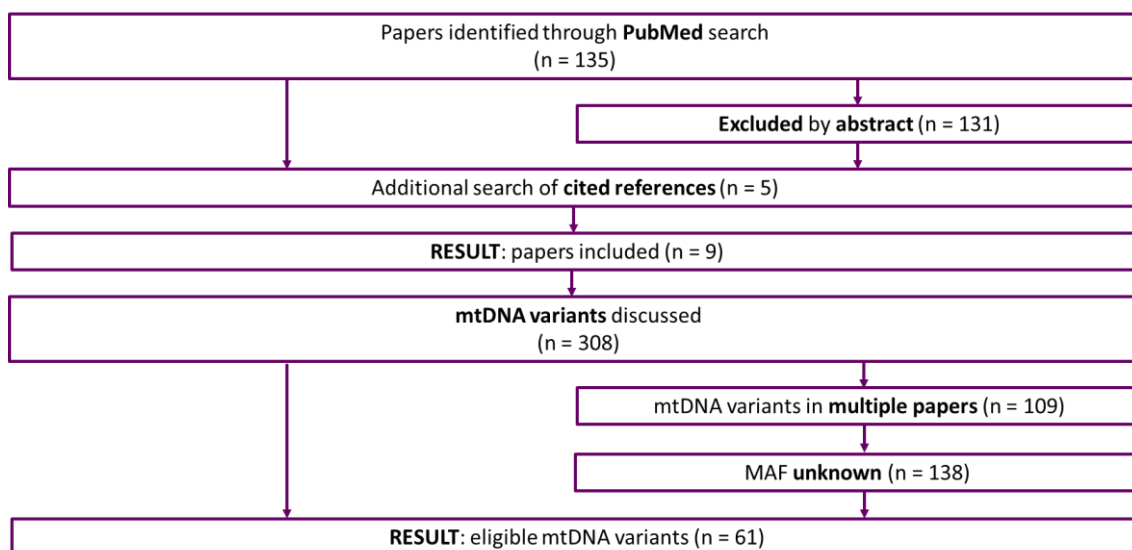 Papers identified through PubMed search
(n = 135)
Excluded by abstract (n = 131)
Additional search of cited references (n = 5)
RESULT: papers included (n = 9)
mtDNA variants discussed
(n = 308)
mtDNA variants in multiple papers (n = 109)
MAF unknown (n = 138)
RESULT: eligible mtDNA variants (n = 61)